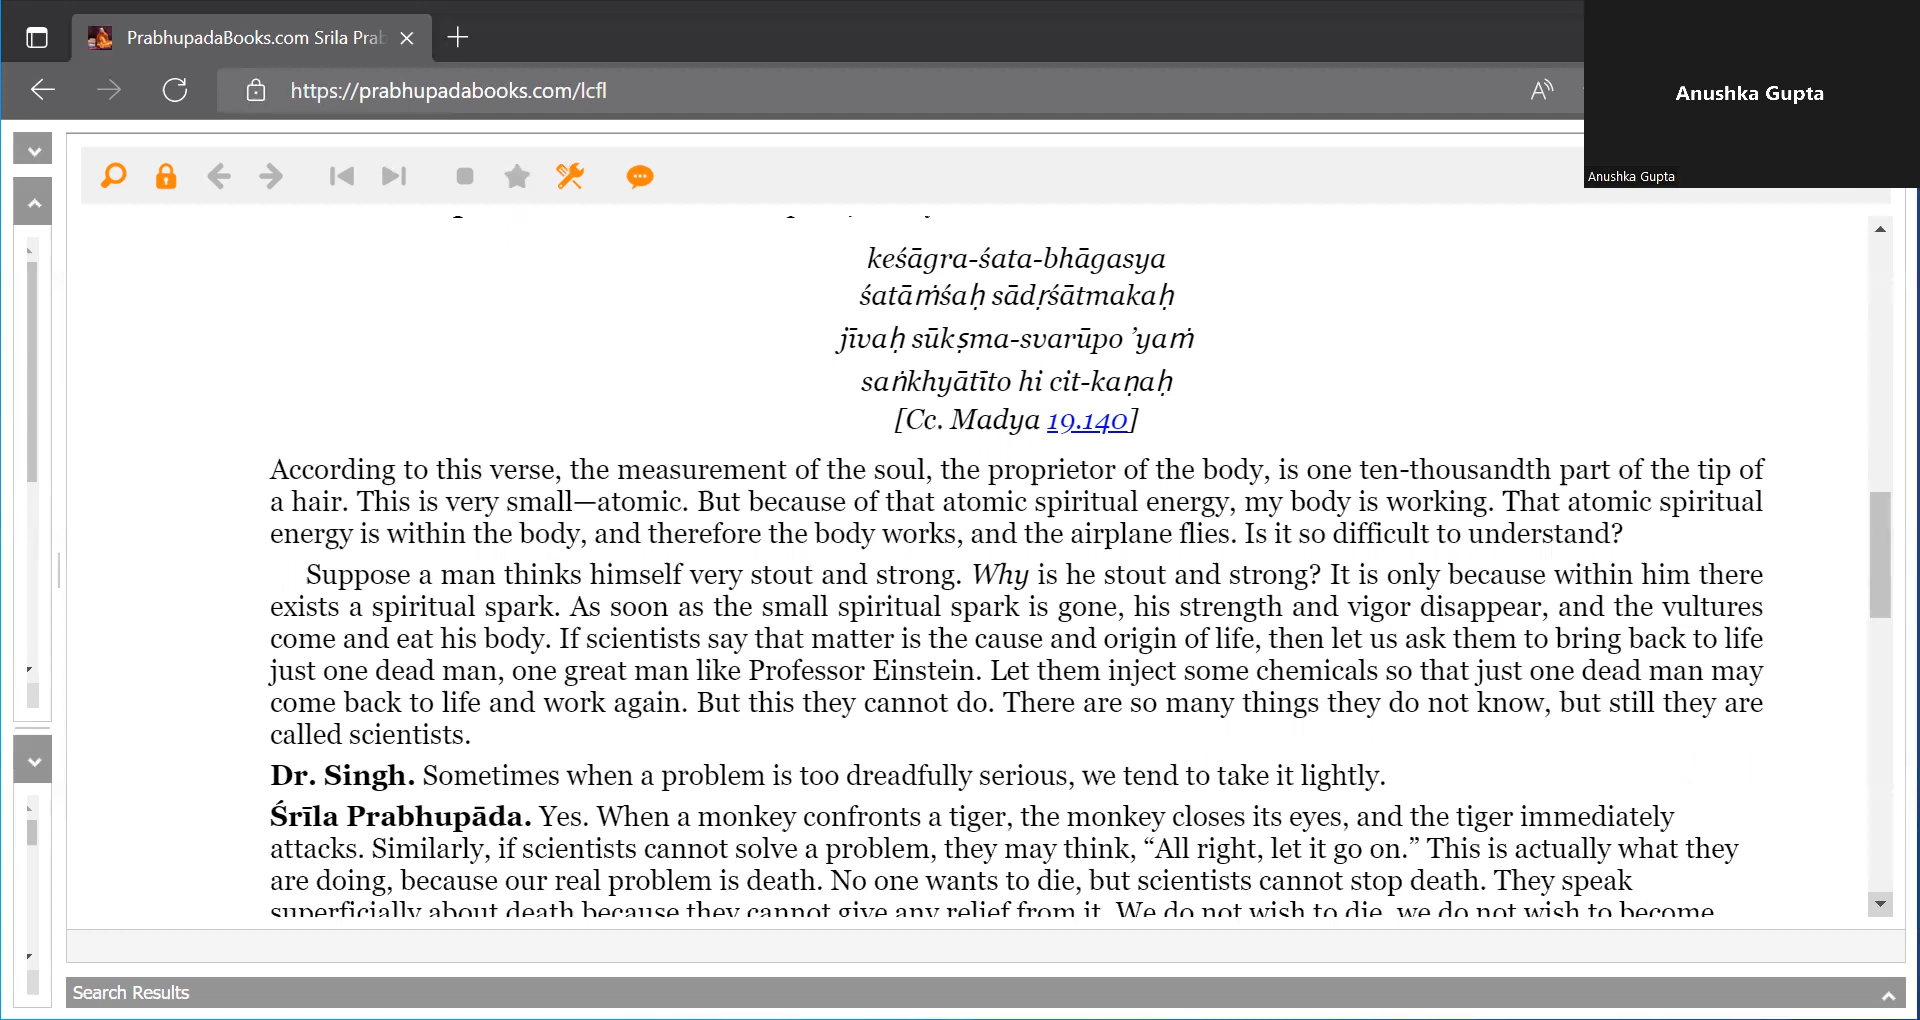 PrabhupadaBooks.com Srila Prab
https://prabhupadabooks.com/lcfl
Anushka Gupta
Anushka Gupta
keśāgra-śata-bhāgasya
śatāṁśaḥ sādṛśātmakaḥ
jīvaḥ sūkṣma-svarūpo ’yaṁ
saṅkhyātīto hi cit-kaṇaḥ
[Cc. Madya 19.140]
According to this verse, the measurement of the soul, the proprietor of the body, is one ten-thousandth part of the tip of
a hair. This is very small—atomic. But because of that atomic spiritual energy, my body is working. That atomic spiritual
energy is within the body, and therefore the body works, and the airplane flies. Is it so difficult to understand?
Suppose a man thinks himself very stout and strong. Why is he stout and strong? It is only because within him there
exists a spiritual spark. As soon as the small spiritual spark is gone, his strength and vigor disappear, and the vultures
come and eat his body. If scientists say that matter is the cause and origin of life, then let us ask them to bring back to life
just one dead man, one great man like Professor Einstein. Let them inject some chemicals so that just one dead man may
come back to life and work again. But this they cannot do. There are so many things they do not know, but still they are
called scientists.
Dr. Singh. Sometimes when a problem is too dreadfully serious, we tend to take it lightly.
Śrīla Prabhupāda. Yes. When a monkey confronts a tiger, the monkey closes its eyes, and the tiger immediately
attacks. Similarly, if scientists cannot solve a problem, they may think, “All right, let it go on.” This is actually what they
are doing, because our real problem is death. No one wants to die, but scientists cannot stop death. They speak
superficially about death because they cannot give any relief from it. We do not wish to die, we do not wish to become
Search Results